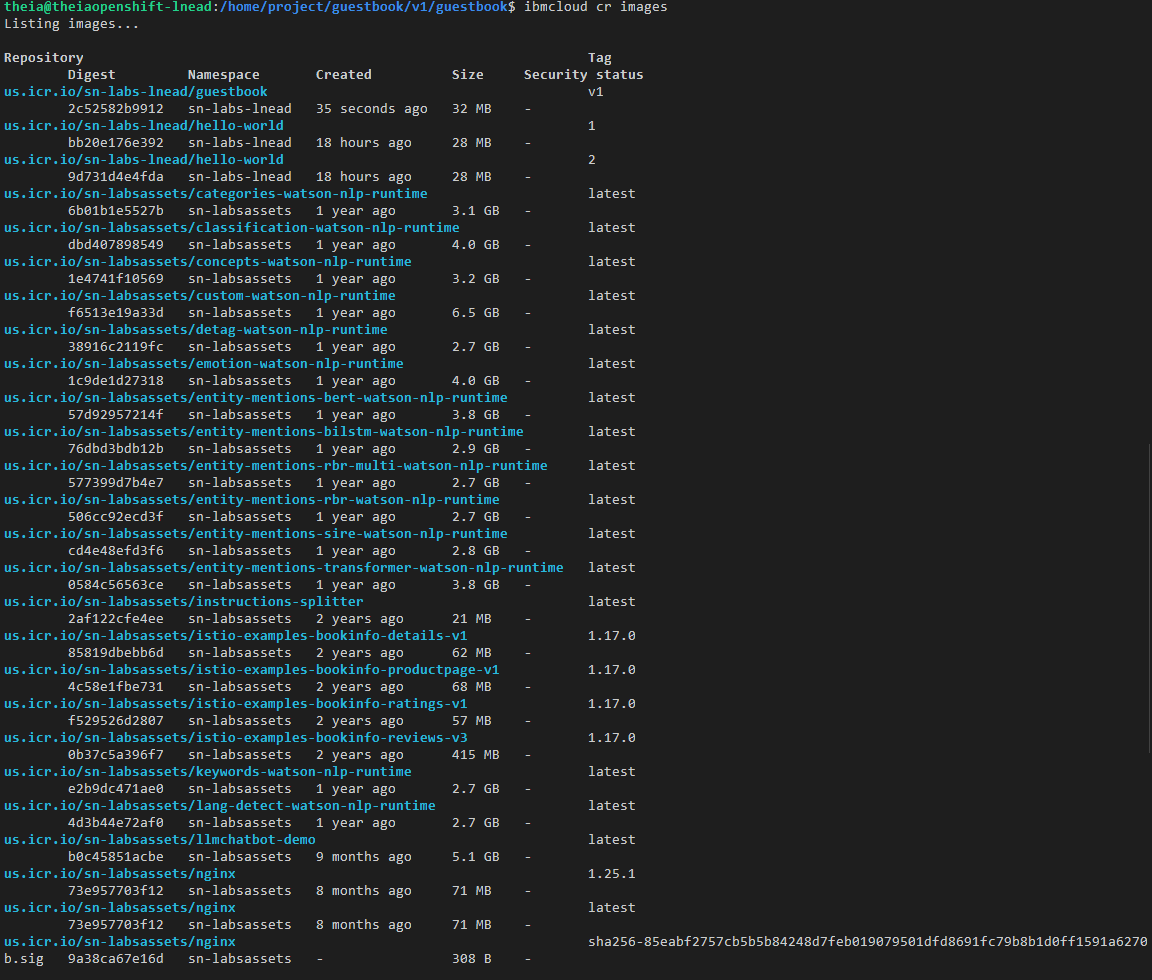 theia@theiaopenshift-lnead:/home/project/guestbook/v1/guestbook$ ibmcloud cr images
Listing images...
Repository Tag
Digest Namespace Created Size Security status
us.icr.io/sn-labs-lnead/guestbook v1
2c52582b9912 sn-labs-lnead 35 seconds ago 32 MB -
us.icr.io/sn-labs-lnead/hello-world 1
bb20e176e392 sn-labs-lnead 18 hours ago 28 MB -
us.icr.io/sn-labs-lnead/hello-world 2
9d731d4e4fda sn-labs-lnead 18 hours ago 28 MB -
us.icr.io/sn-labsassets/categories-watson-nlp-runtime latest
6b01b1e5527b sn-labsassets 1 year ago 3.1 GB -
us.icr.io/sn-labsassets/classification-watson-nlp-runtime latest
dbd407898549 sn-labsassets 1 year ago 4.0 GB -
us.icr.io/sn-labsassets/concepts-watson-nlp-runtime latest
1e4741f10569 sn-labsassets 1 year ago 3.2 GB -
us.icr.io/sn-labsassets/custom-watson-nlp-runtime latest
f6513e19a33d sn-labsassets 1 year ago 6.5 GB -
us.icr.io/sn-labsassets/detag-watson-nlp-runtime latest
38916c2119fc sn-labsassets 1 year ago 2.7 GB -
us.icr.io/sn-labsassets/emotion-watson-nlp-runtime latest
1c9de1d27318 sn-labsassets 1 year ago 4.0 GB -
us.icr.io/sn-labsassets/entity-mentions-bert-watson-nlp-runtime latest
57d92957214f sn-labsassets 1 year ago 3.8 GB -
us.icr.io/sn-labsassets/entity-mentions-bilstm-watson-nlp-runtime latest
76dbd3bdb12b sn-labsassets 1 year ago 2.9 GB -
us.icr.io/sn-labsassets/entity-mentions-rbr-multi-watson-nlp-runtime latest
577399d7b4e7 sn-labsassets 1 year ago 2.7 GB -
us.icr.io/sn-labsassets/entity-mentions-rbr-watson-nlp-runtime latest
506cc92ecd3f sn-labsassets 1 year ago 2.7 GB -
us.icr.io/sn-labsassets/entity-mentions-sire-watson-nlp-runtime latest
cd4e48efd3f6 sn-labsassets 1 year ago 2.8 GB -
us.icr.io/sn-labsassets/entity-mentions-transformer-watson-nlp-runtime latest
0584c56563ce sn-labsassets 1 year ago 3.8 GB -
us.icr.io/sn-labsassets/instructions-splitter latest
2af122cfe4ee sn-labsassets 2 years ago 21 MB -
us.icr.io/sn-labsassets/istio-examples-bookinfo-details-v1 1.17.0
85819dbebb6d sn-labsassets 2 years ago 62 MB -
us.icr.io/sn-labsassets/istio-examples-bookinfo-productpage-v1 1.17.0
4c58e1fbe731 sn-labsassets 2 years ago 68 MB -
us.icr.io/sn-labsassets/istio-examples-bookinfo-ratings-v1 1.17.0
f529526d2807 sn-labsassets 2 years ago 57 MB -
us.icr.io/sn-labsassets/istio-examples-bookinfo-reviews-v3 1.17.0
0b37c5a396f7 sn-labsassets 2 years ago 415 MB -
us.icr.io/sn-labsassets/keywords-watson-nlp-runtime latest
e2b9dc471ae0 sn-labsassets 1 year ago 2.7 GB -
us.icr.io/sn-labsassets/lang-detect-watson-nlp-runtime latest
4d3b44e72af0 sn-labsassets 1 year ago 2.7 GB -
us.icr.io/sn-labsassets/llmchatbot-demo latest
b0c45851acbe sn-labsassets 9 months ago 5.1 GB -
us.icr.io/sn-labsassets/nginx 1.25.1
73e957703f12 sn-labsassets 8 months ago 71 MB -
us.icr.io/sn-labsassets/nginx latest
73e957703f12 sn-labsassets 8 months ago 71 MB -
us.icr.io/sn-labsassets/nginx sha256-85eabf2757cb5b5b84248d7feb019079501dfd8691fc79b8b1d0ff1591a6270
b.sig 9a38ca67e16d sn-labsassets - 308 B -